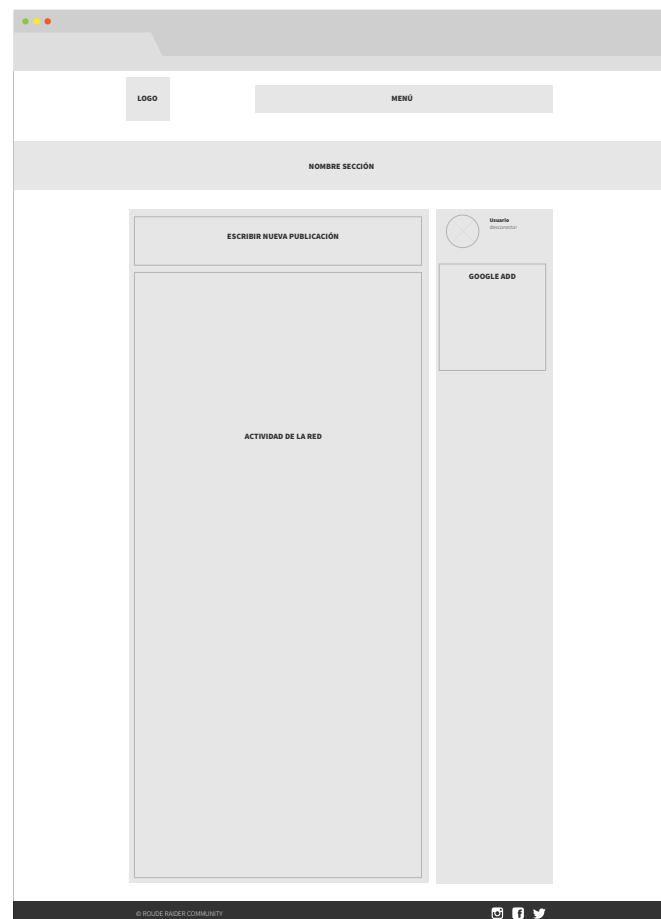 LOGO
MENÚ
NOMBRE SECCIÓN
ESCRIBIR NUEVA PUBLICACIÓN
Usuario
desconectar
GOOGLE ADD
ACTIVIDAD DE LA RED
© ROUDE RAIDER COMMUNITY